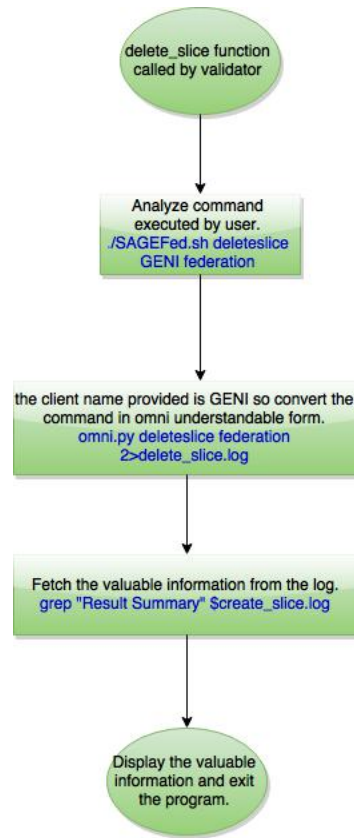 delete_slice function
called by validator
Analyze command
executed by user.
./SAGEFed.sh deleteslice
GENI federation
the client name provided is GENI so convert the
command in omni understandable form.
omni.py deleteslice federation
2>delete_slice.log
Fetch the valuable information from the log.
grep "Result Summary" $create_slice.log
Display the valuable
information and exit
the program.